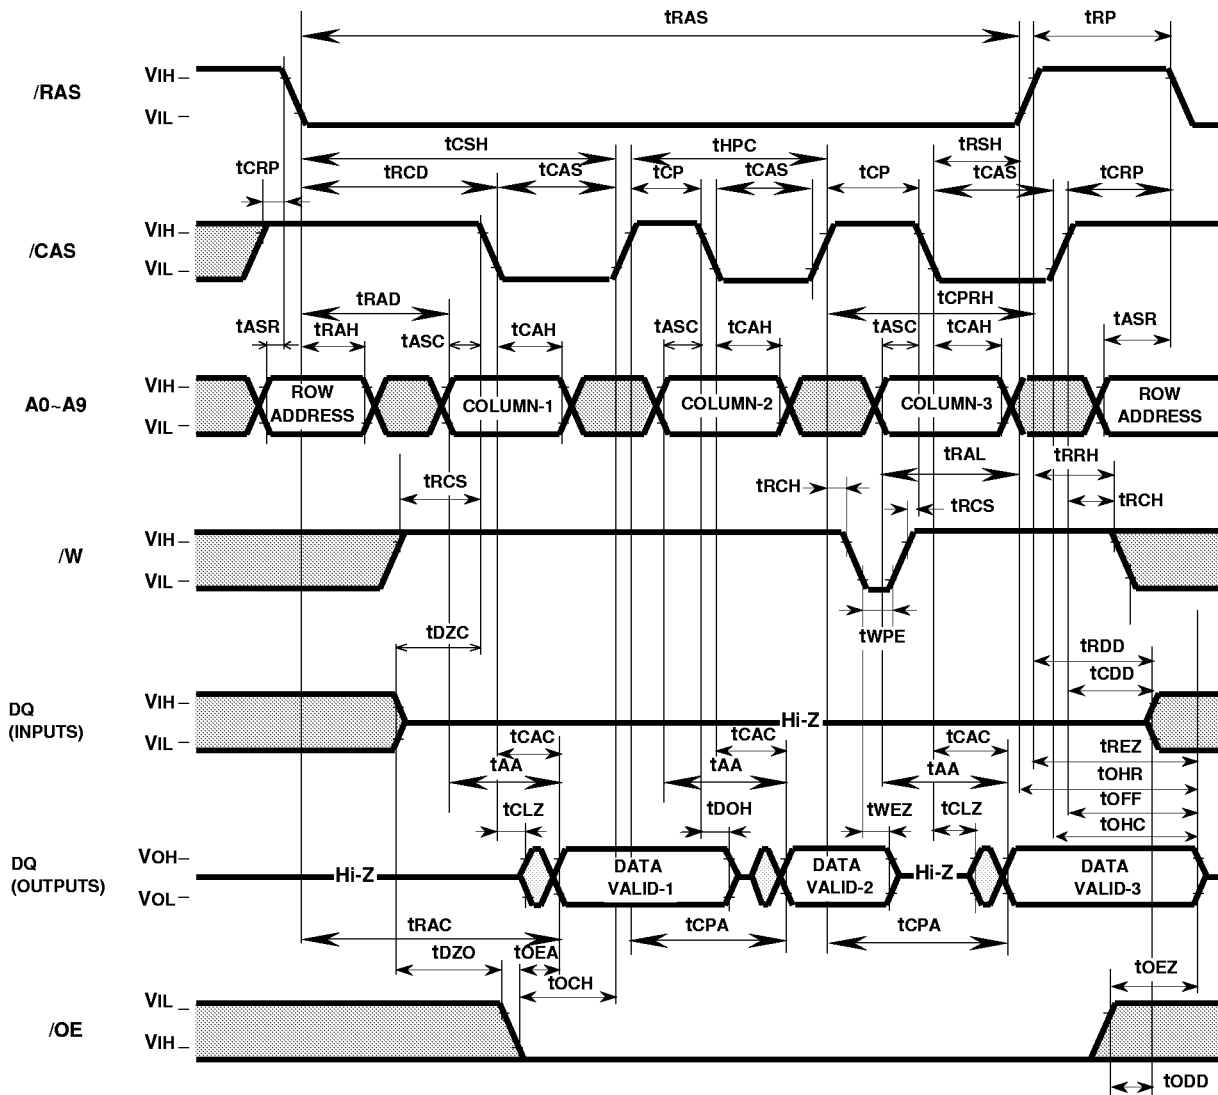 tRAS
tRP
/RAS
VIH
VIL
tCSH
tHPC
tRSH
tCRP
tRCD
tCAS
tCP
tCAS
tCP
tCAS
tCRP
/CAS
VIH
VIL
tRAD
tCPRH
tASR
tRAH
tASC
tCAH
tASC
tCAH
tASC
tCAH
tASR
A0~A9
VIH
VIL
ROW
ADDRESS
COLUMN-1
COLUMN-2
COLUMN-3
ROW
ADDRESS
tRAL
tRRH
tRCS
tRCH
tRCS
tRCH
/W
VIH
VIL
tWPE
tDZC
tRDD
tCDD
DQ
(INPUTS)
VIH
VIL
Hi-Z
tCAC
tCAC
tCAC
tREZ
tAA
tAA
tAA
tOHR
tCLZ
tDOH
tWEZ
tCLZ
tOFF
tOHC
DQ
(OUTPUTS)
VOH
VOL
Hi-Z
DATA
VALID-1
DATA
VALID-2
Hi-Z
DATA
VALID-3
tRAC
tCPA
tCPA
tDZO
tOEA
tOCH
tOEZ
/OE
VIL
VIH
tODD